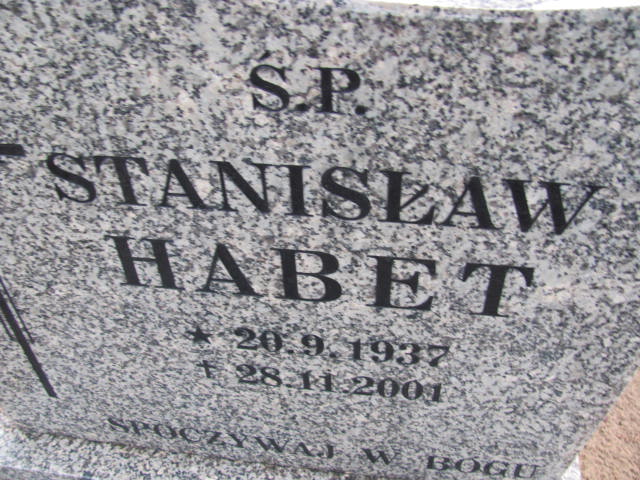 Ś.P.
STANISŁAW
HABET
★ 20.9.1937
✝ 28.11.2001
SPOCZYWAJ W BOGU